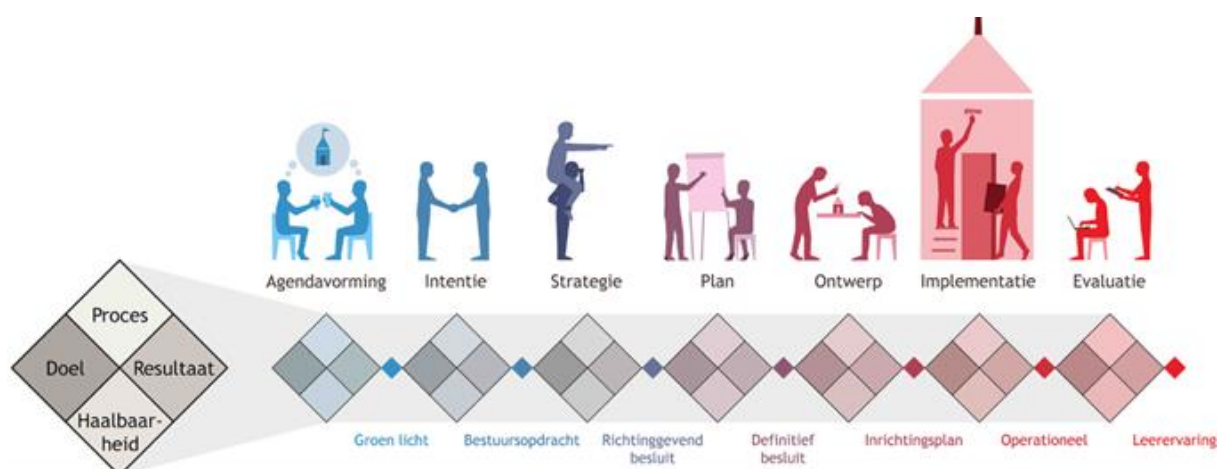 Agendavorming
Intentie
Strategie
Plan
Ontwerp
Implementatie
Evaluatie
Proces
Doel
Resultaat
Haalbaar-
heid
Groen licht
Bestuursopdracht
Richtinggevend
besluit
Definitief
besluit
Inrichtingsplan
Operationeel
Leerervaring